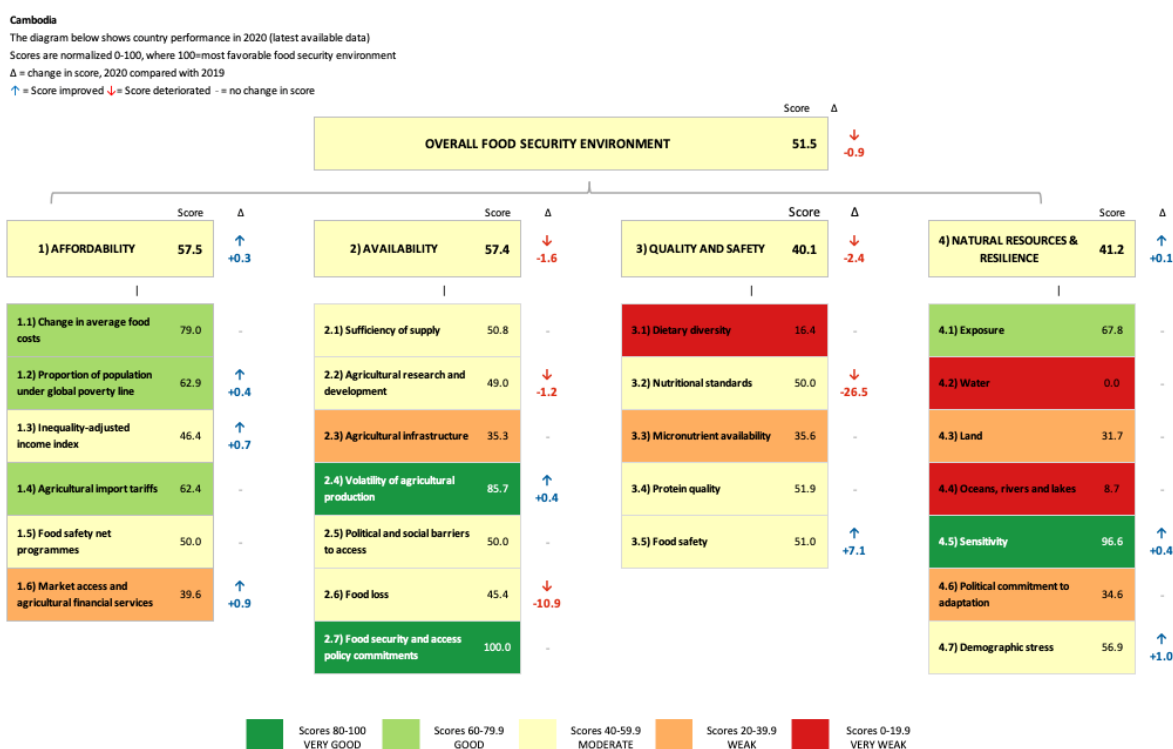 Cambodia
The diagram below shows country performance in 2020 (latest available data)
Scores are normalized 0-100, where 100=most favorable food security environment
Δ = change in score, 2020 compared with 2019
↑ = Score improved ↓= Score deteriorated - = no change in score
Score Δ
OVERALL FOOD SECURITY ENVIRONMENT 51.5 ↓
-0.9
Score Δ
1) AFFORDABILITY 57.5 ↑
+0.3
1.1) Change in average food
costs 79.0 -
1.2) Proportion of population
under global poverty line 62.9 ↑
+0.4
1.3) Inequality-adjusted
income index 46.4 ↑
+0.7
1.4) Agricultural import tariffs 62.4 -
1.5) Food safety net
programmes 50.0 -
1.6) Market access and
agricultural financial services 39.6 ↑
+0.9
Score Δ
2) AVAILABILITY 57.4 ↓
-1.6
2.1) Sufficiency of supply 50.8 -
2.2) Agricultural research and
development 49.0 ↓
-1.2
2.3) Agricultural infrastructure 35.3 -
2.4) Volatility of agricultural
production 85.7 ↑
+0.4
2.5) Political and social barriers
to access 50.0 -
2.6) Food loss 45.4 ↓
-10.9
2.7) Food security and access
policy commitments 100.0 -
Score Δ
3) QUALITY AND SAFETY 40.1 ↓
-2.4
3.1) Dietary diversity 16.4 -
3.2) Nutritional standards 50.0 ↓
-26.5
3.3) Micronutrient availability 35.6 -
3.4) Protein quality 51.9 -
3.5) Food safety 51.0 ↑
+7.1
Score Δ
4) NATURAL RESOURCES &
RESILIENCE 41.2 ↑
+0.1
4.1) Exposure 67.8 -
4.2) Water 0.0 -
4.3) Land 31.7 -
4.4) Oceans, rivers and lakes 8.7 -
4.5) Sensitivity 96.6 ↑
+0.4
4.6) Political commitment to
adaptation 34.6 -
4.7) Demographic stress 56.9 ↑
+1.0
Scores 80-100
VERY GOOD
Scores 60-79.9
GOOD
Scores 40-59.9
MODERATE
Scores 20-39.9
WEAK
Scores 0-19.9
VERY WEAK